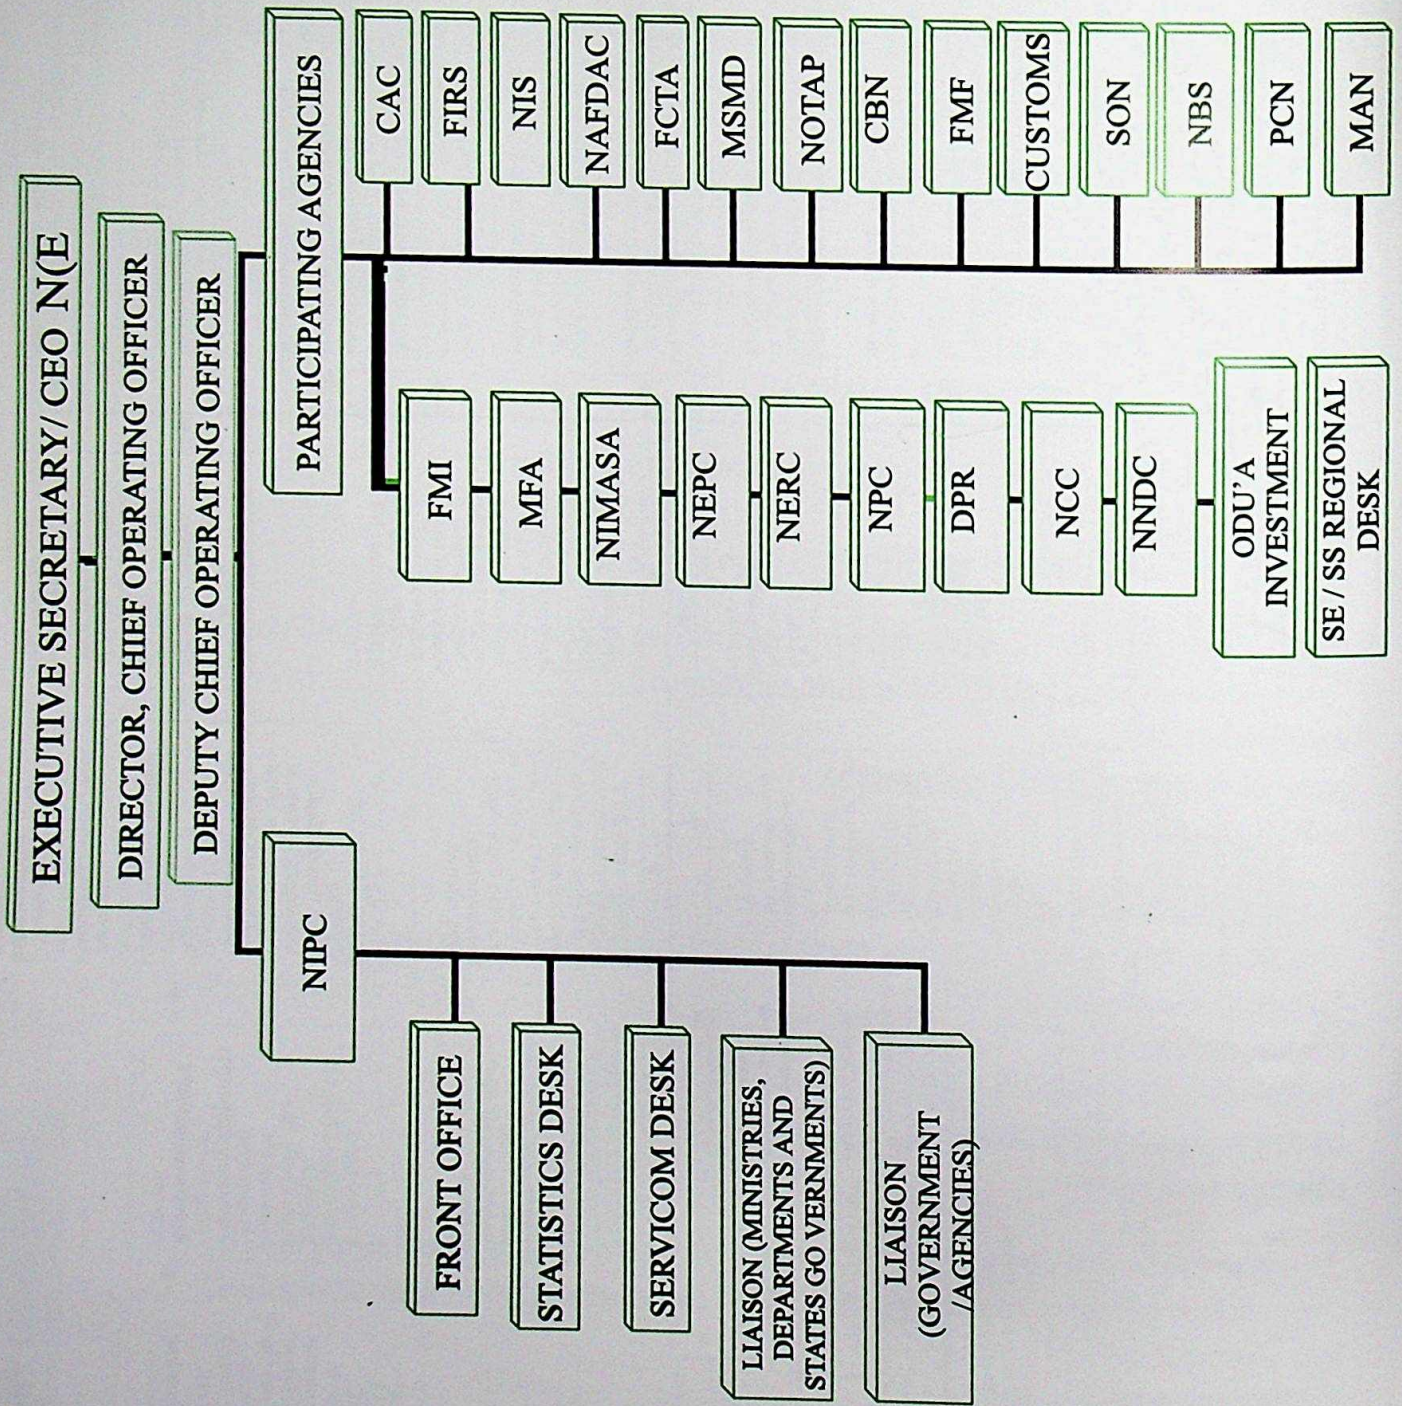 EXECUTIVE SECRETARY/ CEO N(E
DIRECTOR, CHIEF OPERATING OFFICER
DEPUTY CHIEF OPERATING OFFICER
NIPC
FRONT OFFICE
STATISTICS DESK
SERVICOM DESK
LIAISON (MINISTRIES,
DEPARTMENTS AND
STATES GO VERNMENTS)
LIAISON
(GOVERNMENT
/AGENCIES)
PARTICIPATING AGENCIES
FMI
MFA
NIMASA
NEPC
NERC
NPC
DPR
NCC
NNDC
ODU'A
INVESTMENT
SE / SS REGIONAL
DESK
CAC
FIRS
NIS
NAFDAC
FCTA
MSMD
NOTAP
CBN
FMF
CUSTOMS
SON
NBS
PCN
MAN